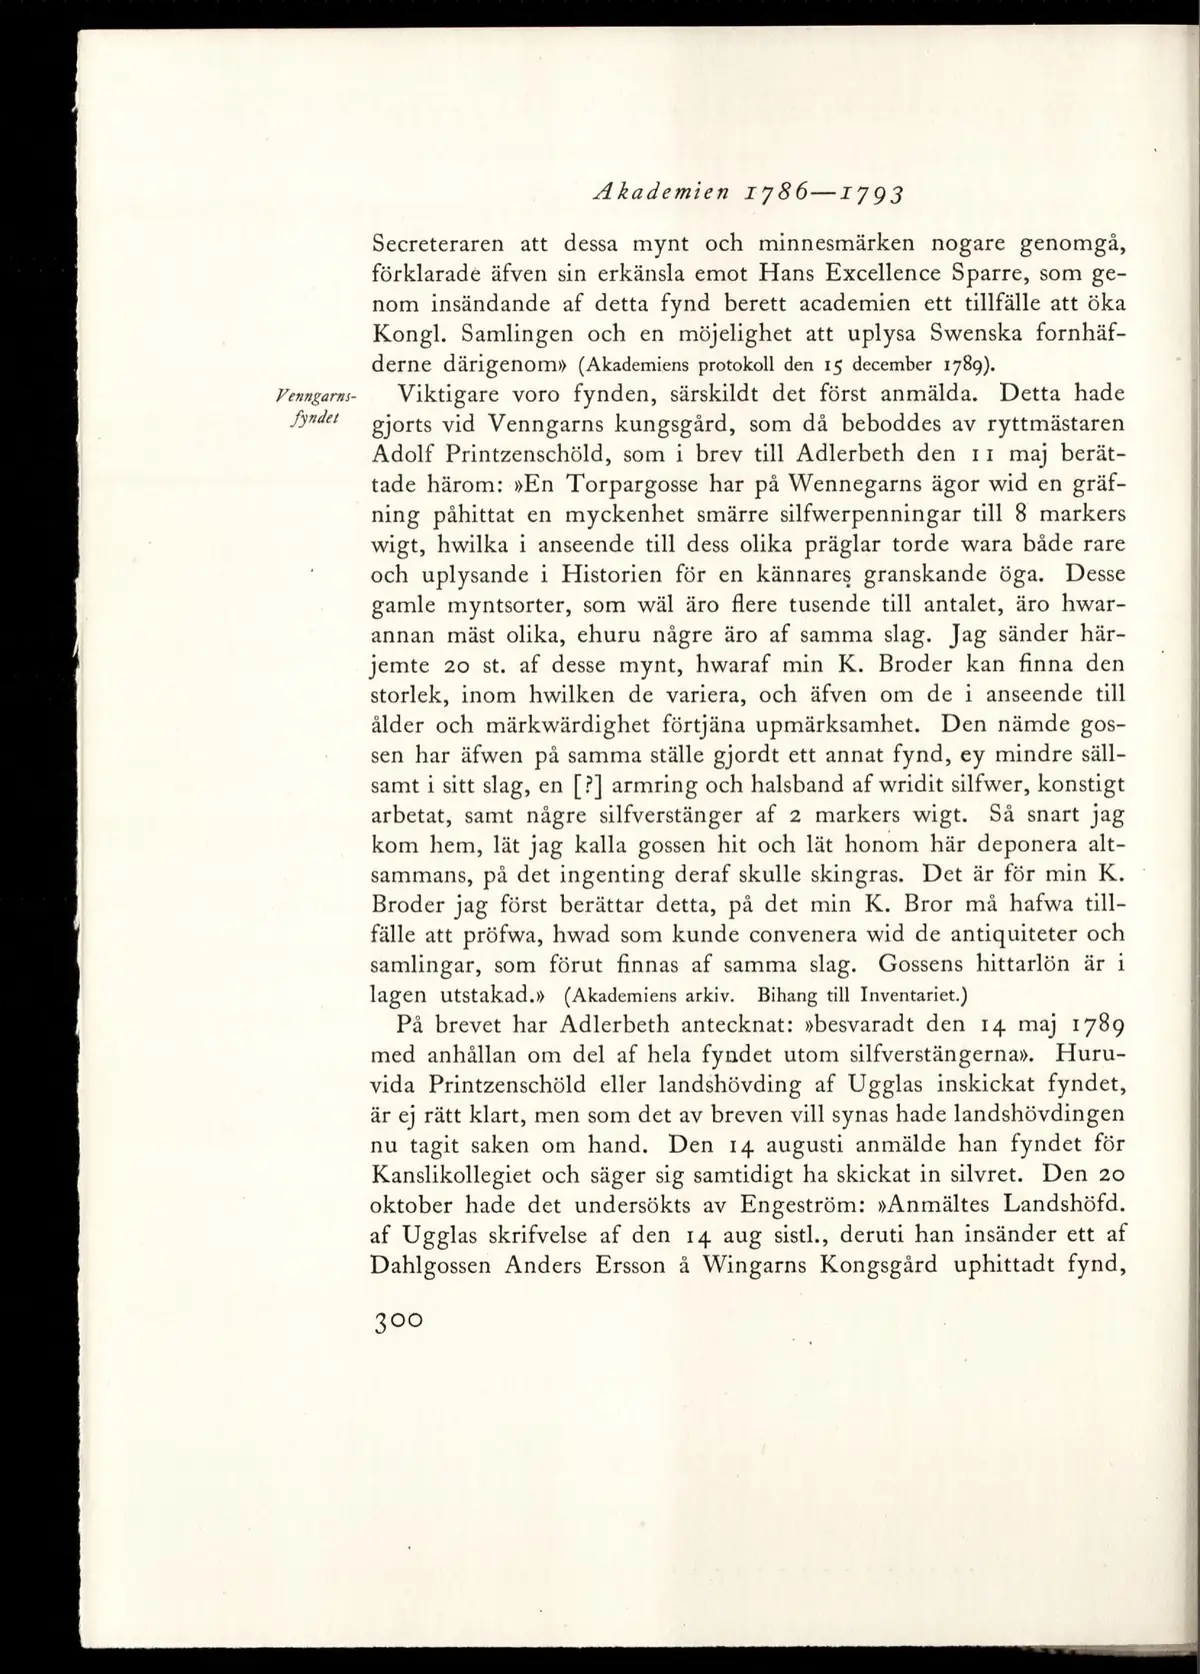 Akademien 1786—1793
Secreteraren att dessa mynt och minnesmärken nogare genomgå,
förklarade äfven sin erkänsla emot Hans Excellence Sparre, som ge-
nom insändande af detta fynd berett academien ett tillfälle att öka
Kongl. Samlingen och en möjelighet att uplysa Swenska fornhäf-
derne därigenom» (Akademiens protokoll den 15 december 1789).
Venngarns-
fyndet
Viktigare voro fynden, särskildt det först anmälda. Detta hade
gjorts vid Venngarns kungsgård, som då beboddes av ryttmästaren
Adolf Printzenschöld, som i brev till Adlerbeth den 11 maj berät-
tade härom: »En Torpargosse har på Wennegarns ägor wid en gräf-
ning påhittat en myckenhet smärre silfwerpenningar till 8 markers
wigt, hwilka i anseende till dess olika präglar torde wara både rare
och uplysande i Historien för en kännares granskande öga. Desse
gamle myntsorter, som wäl äro flere tusende till antalet, äro hwar-
annan mäst olika, ehuru någre äro af samma slag. Jag sänder här-
jemte 20 st. af desse mynt, hwaraf min K. Broder kan finna den
storlek, inom hwilken de variera, och äfven om de i anseende till
ålder och märkwärdighet förtjäna upmärksamhet. Den nämde gos-
sen har äfwen på samma ställe gjordt ett annat fynd, ey mindre säll-
samt i sitt slag, en [?] armring och halsband af wridit silfwer, konstigt
arbetat, samt någre silfverstänger af 2 markers wigt. Så snart jag
kom hem, lät jag kalla gossen hit och lät honom här deponera alt-
sammans, på det ingenting deraf skulle skingras. Det är för min K.
Broder jag först berättar detta, på det min K. Bror må hafwa till-
fälle att pröfwa, hwad som kunde convenera wid de antiquiteter och
samlingar, som förut finnas af samma slag. Gossens hittarlön är i
lagen utstakad.» (Akademiens arkiv. Bihang till Inventariet.)
På brevet har Adlerbeth antecknat: »besvaradt den 14 maj 1789
med anhållan om del af hela fyndet utom silfverstängerna». Huru-
vida Printzenschöld eller landshövding af Ugglas inskickat fyndet,
är ej rätt klart, men som det av breven vill synas hade landshövdingen
nu tagit saken om hand. Den 14 augusti anmälde han fyndet för
Kanslikollegiet och säger sig samtidigt ha skickat in silvret. Den 20
oktober hade det undersökts av Engeström: »Anmältes Landshöfd.
af Ugglas skrifvelse af den 14 aug sistl., deruti han insänder ett af
Dahlgossen Anders Ersson å Wingarns Kongsgård uphittadt fynd,
300